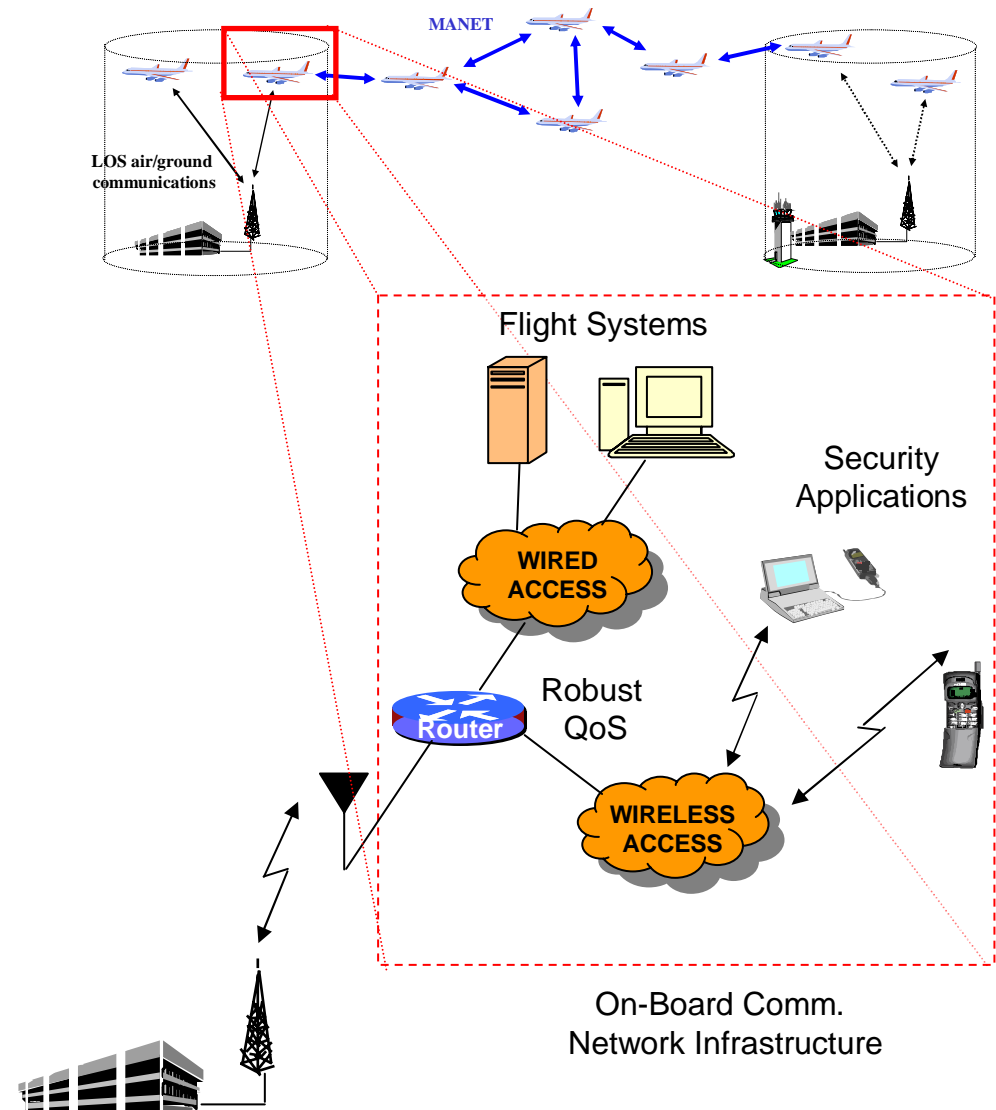 MANET
LOS air/ground
communications
Flight Systems
Security
Applications
WIRED
ACCESS
Robust
QoS
Router
WIRELESS
ACCESS
On-Board Comm.
Network Infrastructure